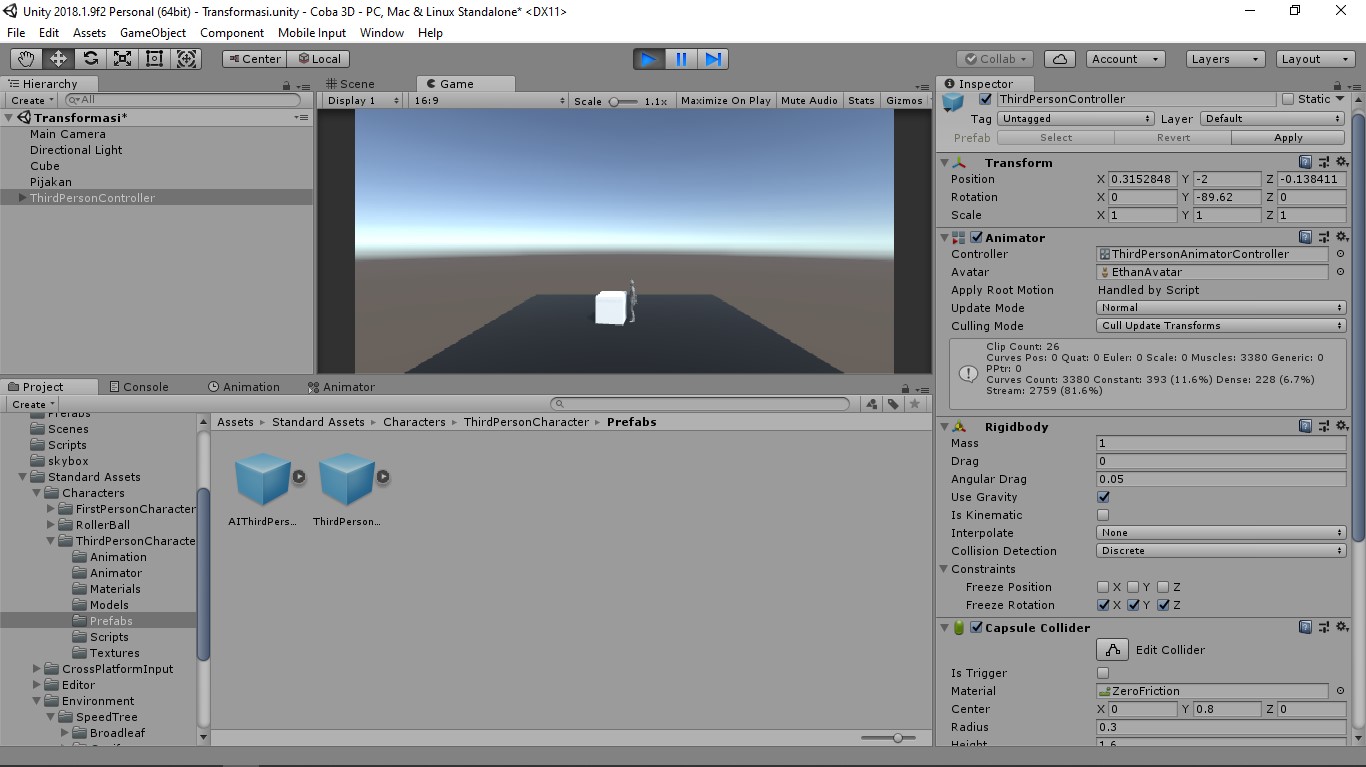 Unity 2018.1.9f2 Personal (64bit) - Transformasi.unity - Coba 3D - PC, Mac & Linux Standalone* <DX11>
File Edit Assets GameObject Component Mobile Input Window Help
Center Local
Collab Account Layers Layout
Hierarchy
Create All
Transformasi*
Main Camera
Directional Light
Cube
Pijakan
ThirdPersonController
Scene Game
Display 1 16:9 Scale 1.1x Maximize On Play Mute Audio Stats Gizmos
Project Console Animation Animator
Create
Prefabs
Scenes
Scripts
skybox
Standard Assets
Characters
FirstPersonCharacter
RollerBall
ThirdPersonCharacte
Animation
Animator
Materials
Models
Prefabs
Scripts
Textures
CrossPlatformInput
Editor
Environment
SpeedTree
Broadleaf
Assets Standard Assets Characters ThirdPersonCharacter Prefabs
AIThirdPers... ThirdPerson...
Inspector
ThirdPersonController Static
Tag Untagged Layer Default
Prefab Select Revert Apply
Transform
Position X 0.3152848 Y -2 Z -0.138411
Rotation X 0 Y -89.62 Z 0
Scale X 1 Y 1 Z 1
Animator
Controller ThirdPersonAnimatorController
Avatar EthanAvatar
Apply Root Motion Handled by Script
Update Mode Normal
Culling Mode Cull Update Transforms
Clip Count: 26
Curves Pos: 0 Quat: 0 Euler: 0 Scale: 0 Muscles: 3380 Generic: 0
PPtr: 0
Curves Count: 3380 Constant: 393 (11.6%) Dense: 228 (6.7%)
Stream: 2759 (81.6%)
Rigidbody
Mass 1
Drag 0
Angular Drag 0.05
Use Gravity
Is Kinematic
Interpolate None
Collision Detection Discrete
Constraints
Freeze Position X Y Z
Freeze Rotation X Y Z
Capsule Collider
Edit Collider
Is Trigger
Material ZeroFriction
Center X 0 Y 0.8 Z 0
Radius 0.3
Height 1.6